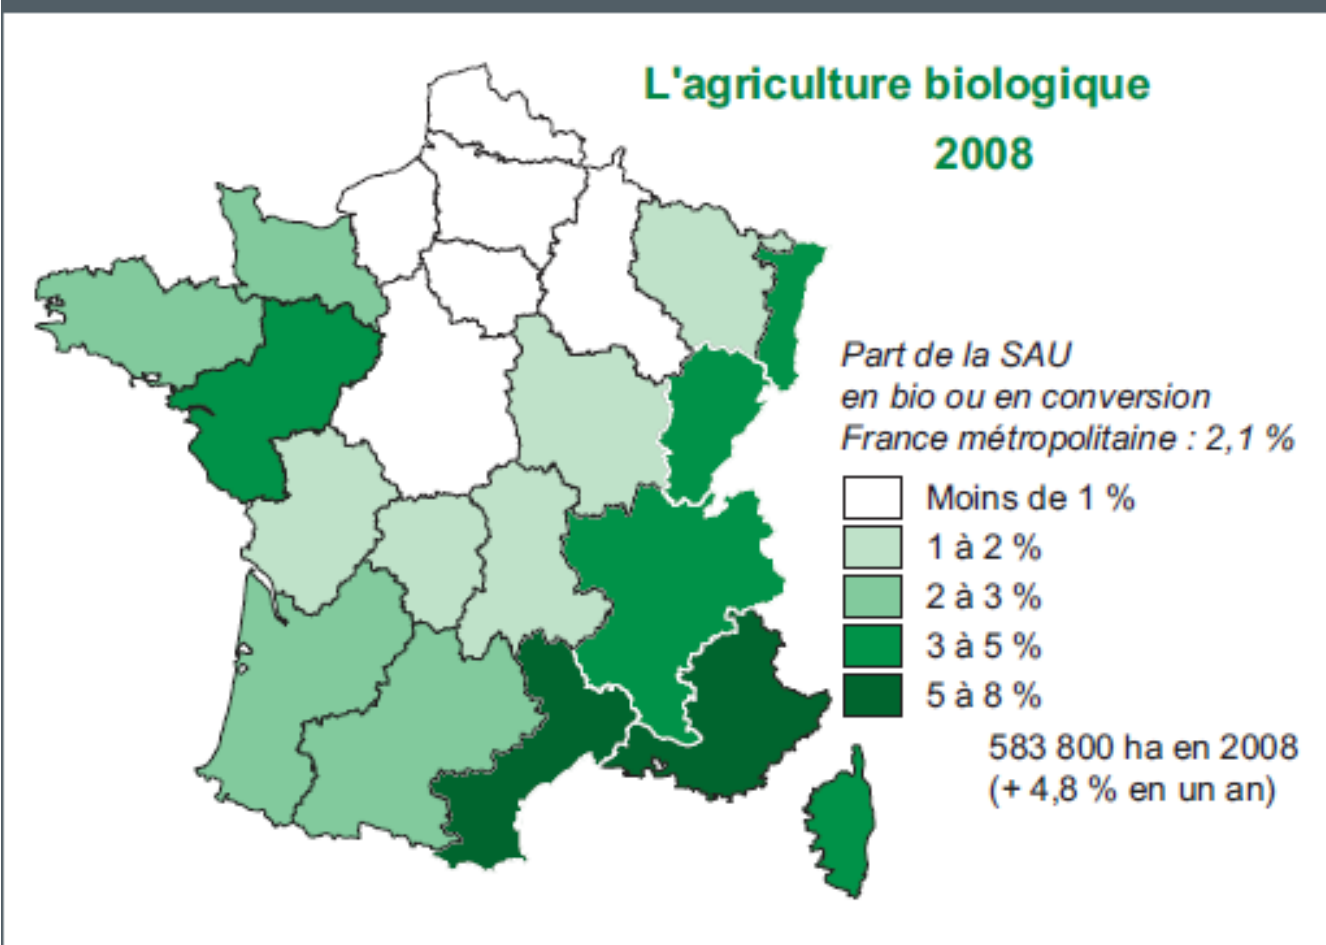 L'agriculture biologique
2008
Part de la SAU
en bio ou en conversion
France métropolitaine : 2,1 %
Moins de 1 %
1 à 2 %
2 à 3 %
3 à 5 %
5 à 8 %
583 800 ha en 2008
(+ 4,8 % en un an)